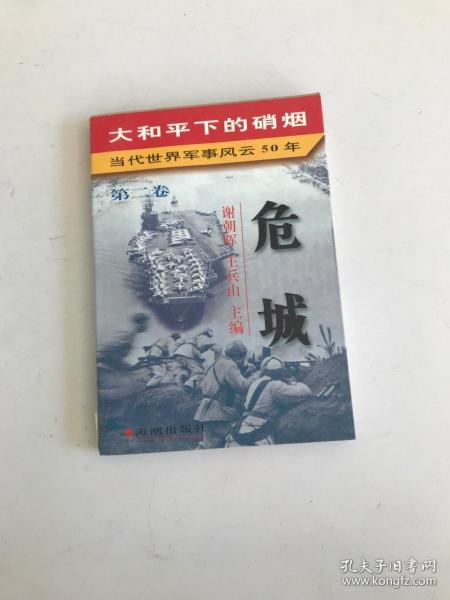 大和平下的硝烟
当代世界军事风云50年
第二卷
危城
谢朝晖 王兵山 主编
海潮出版社
孔夫子旧书网
www.kongfz.com